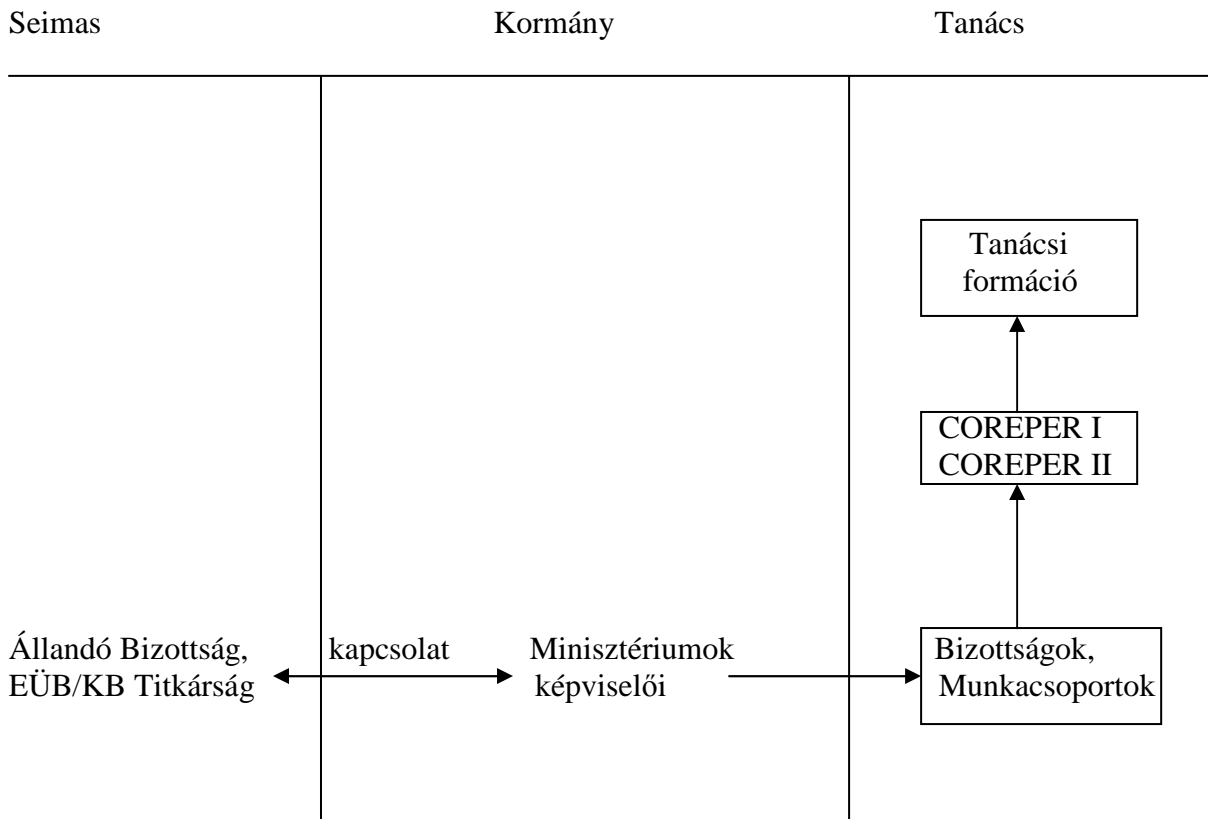 Seimas
Kormány
Tanács
Tanácsi
formáció
COREPER I
COREPER II
Állandó Bizottság,
EÜB/KB Titkárság
kapcsolat
Minisztériumok
képviselői
Bizottságok,
Munkacsoportok